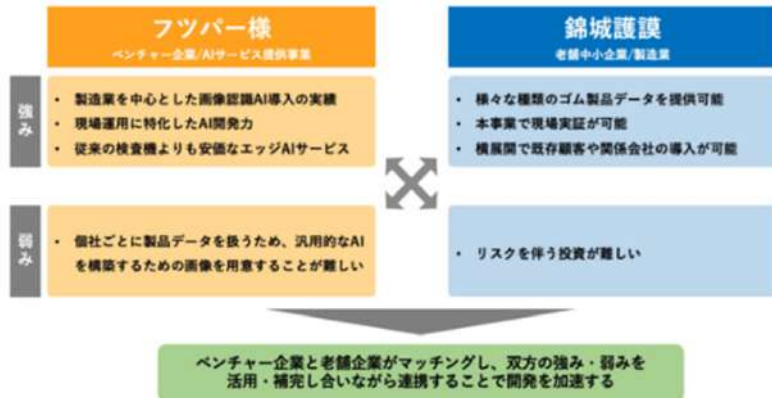 フツパー様
ベンチャー企業/AIサービス提供事業
錦城護謨
老舗中小企業/製造業
強み
• 製造業を中心とした画像認識AI導入の実績
• 現場運用に特化したAI開発力
• 従来の検査機よりも安価なエッジAIサービス
• 様々な種類のゴム製品データを提供可能
• 本事業で現場実証が可能
• 横展開で既存顧客や関係会社の導入が可能
弱み
• 個社ごとに製品データを扱うため、汎用的なAI
を構築するための画像を用意することが難しい
• リスクを伴う投資が難しい
ベンチャー企業と老舗企業がマッチングし、双方の強み・弱みを
活用・補完し合いながら連携することで開発を加速する